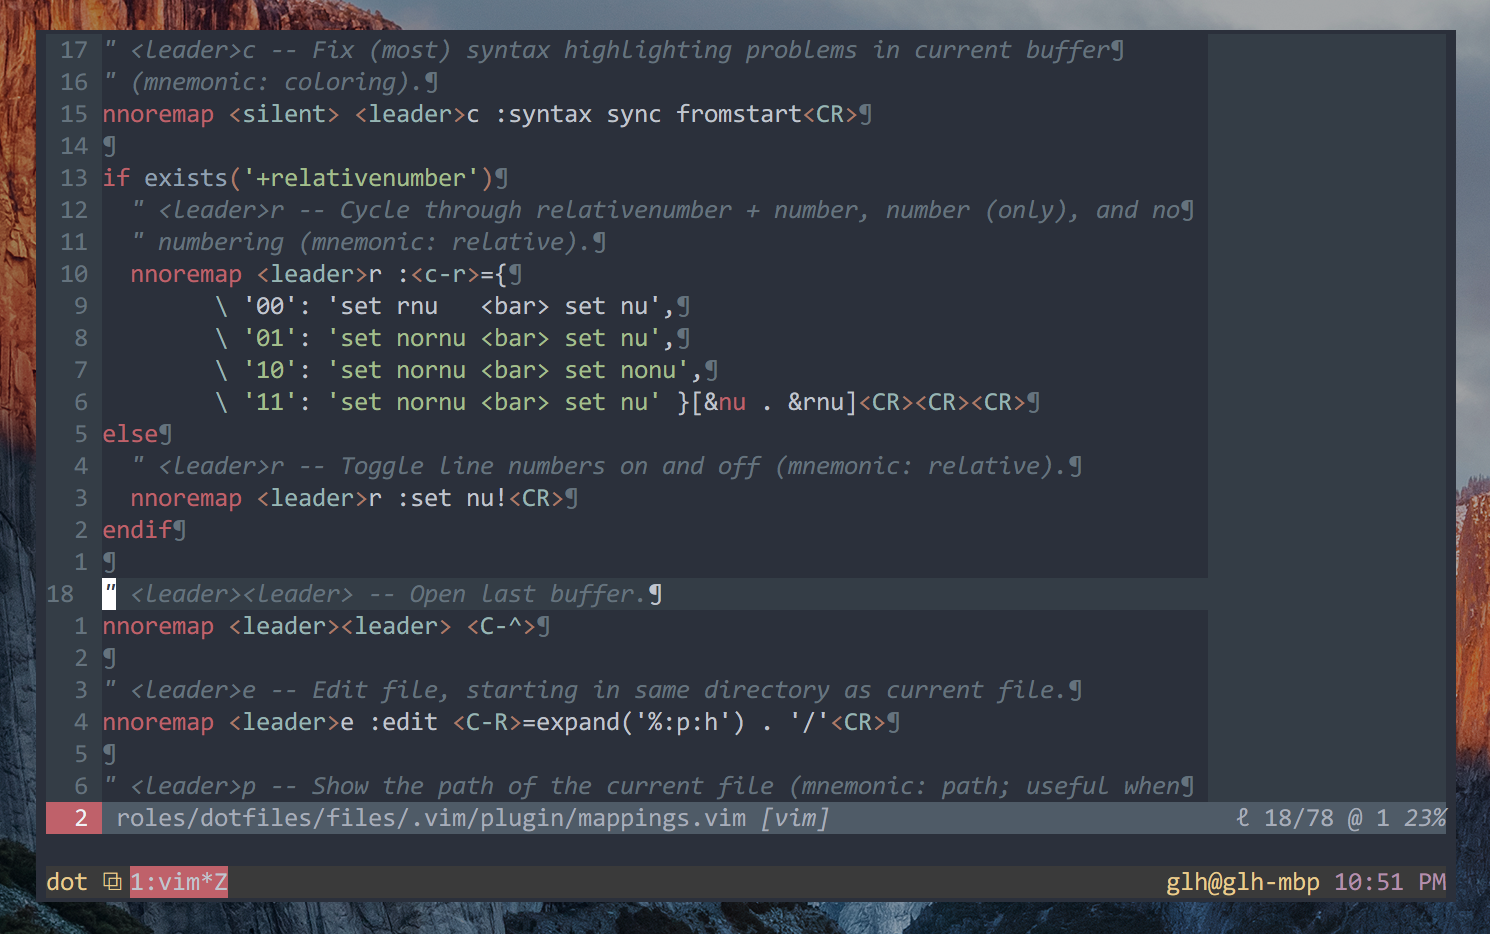 17 " <leader>c -- Fix (most) syntax highlighting problems in current buffer¶
16 " (mnemonic: coloring).¶
15 nnoremap <silent> <leader>c :syntax sync fromstart<CR>¶
14 ¶
13 if exists('+relativenumber')¶
12   " <leader>r -- Cycle through relativenumber + number, number (only), and no¶
11   " numbering (mnemonic: relative).¶
10   nnoremap <leader>r :<c-r>={¶
9         \ '00': 'set rnu   <bar> set nu',¶
8         \ '01': 'set nornu <bar> set nu',¶
7         \ '10': 'set nornu <bar> set nonu',¶
6         \ '11': 'set nornu <bar> set nu' }[&nu . &rnu]<CR><CR><CR>¶
5 else¶
4   " <leader>r -- Toggle line numbers on and off (mnemonic: relative).¶
3   nnoremap <leader>r :set nu!<CR>¶
2 endif¶
1 ¶
18 " <leader><leader> -- Open last buffer.¶
1 nnoremap <leader><leader> <C-^>¶
2 ¶
3 " <leader>e -- Edit file, starting in same directory as current file.¶
4 nnoremap <leader>e :edit <C-R>=expand('%:p:h') . '/'<CR>¶
5 ¶
6 " <leader>p -- Show the path of the current file (mnemonic: path; useful when¶
2 roles/dotfiles/files/.vim/plugin/mappings.vim [vim] ℓ 18/78 @ 1 23%
dot ⧉ 1:vim*Z glh@glh-mbp 10:51 PM